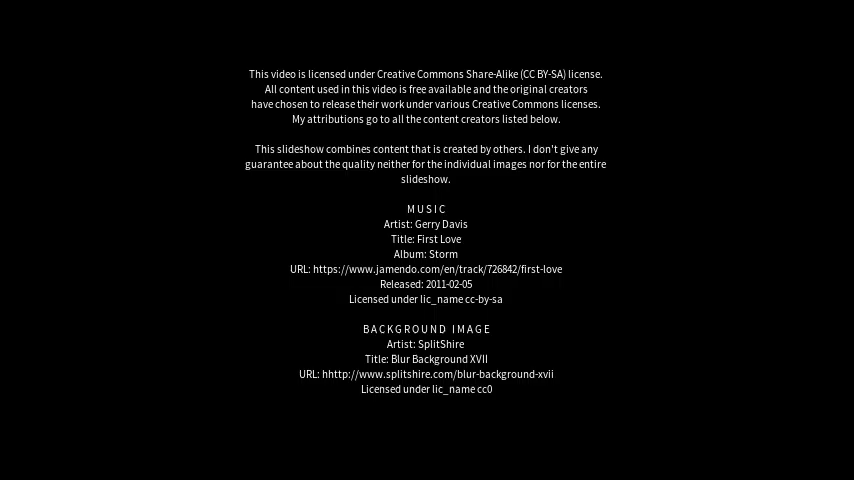 This video is licensed under Creative Commons Share-Alike (CC BY-SA) license.
All content used in this video is free available and the original creators
have chosen to release their work under various Creative Commons licenses.
My attributions go to all the content creators listed below.
This slideshow combines content that is created by others. I don't give any
guarantee about the quality neither for the individual images nor for the entire
slideshow.
MUSIC
Artist: Gerry Davis
Title: First Love
Album: Storm
URL: https://www.jamendo.com/en/track/726842/first-love
Released: 2011-02-05
Licensed under lic_name cc-by-sa
BACKGROUND IMAGE
Artist: SplitShire
Title: Blur Background XVII
URL: hhttp://www.splitshire.com/blur-background-xvii
Licensed under lic_name cc0